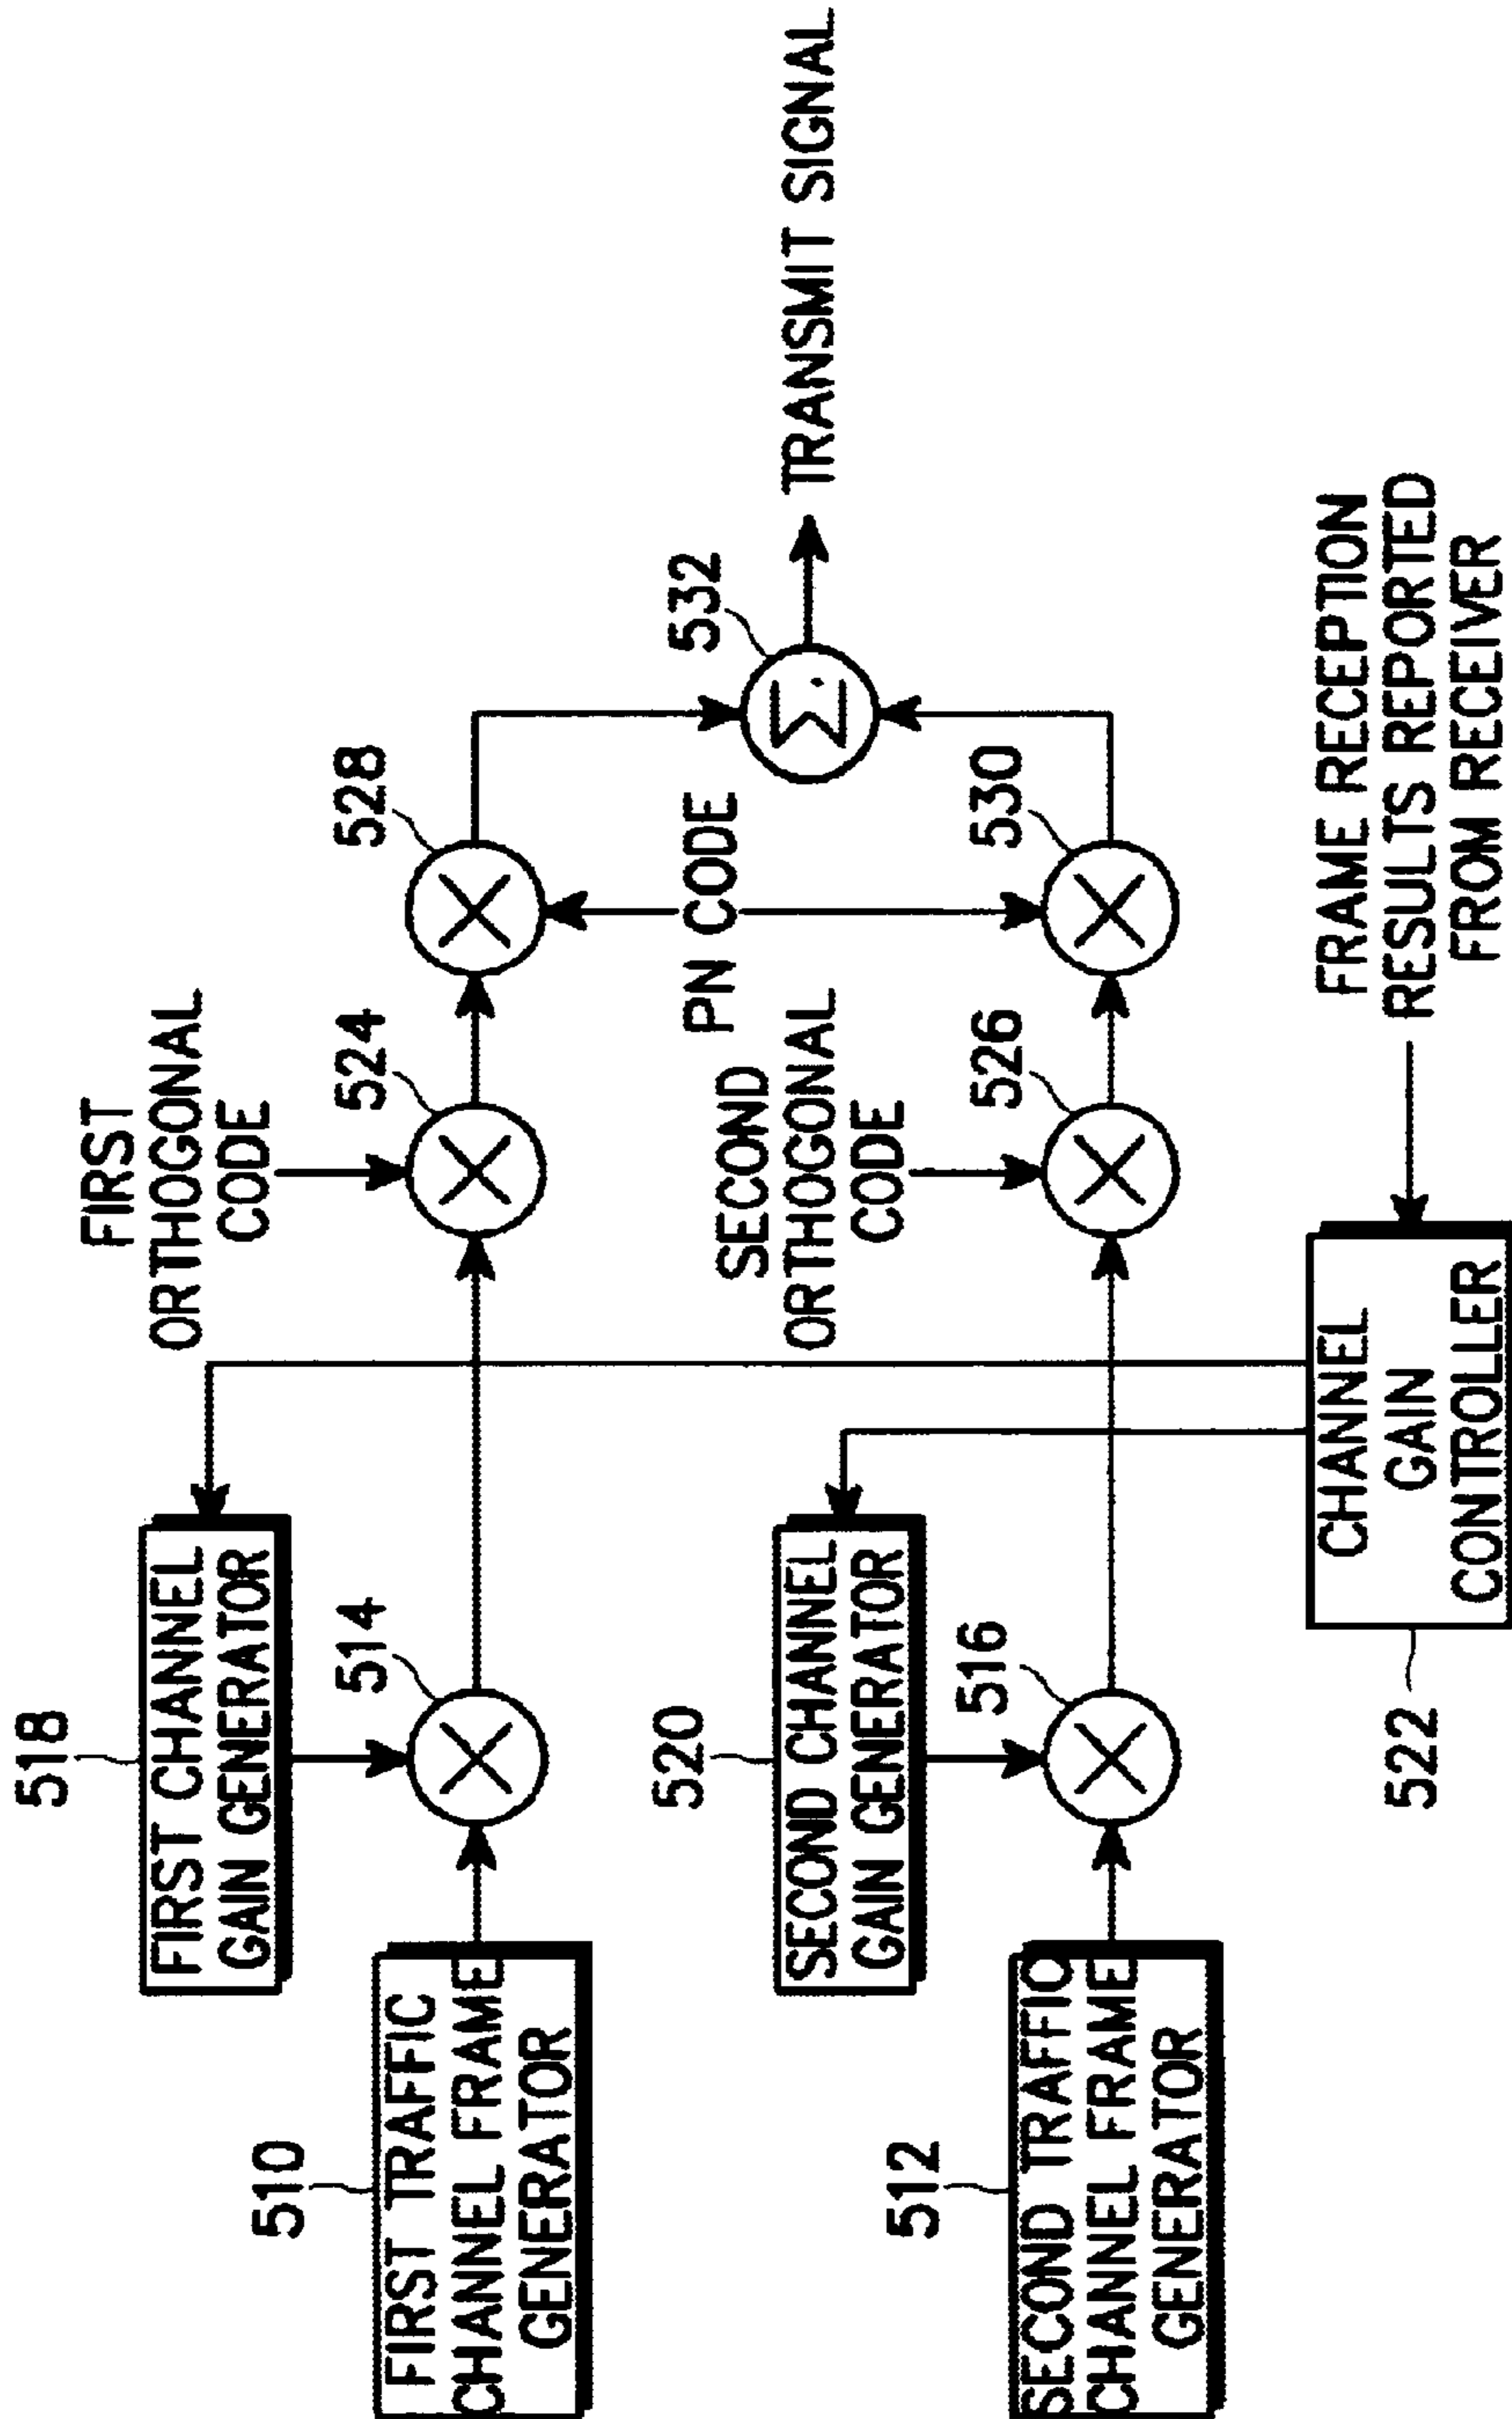 518
FIRST CHANNEL
GAIN GENERATOR
FIRST
ORTHOGONAL
CODE
510
FIRST TRAFFIC
CHANNEL FRAME
GENERATOR
514
524
528
520
SECOND CHANNEL
GAIN GENERATOR
SECOND
ORTHOGONAL
CODE
PN CODE
532
Σ
TRANSMIT SIGNAL
512
SECOND TRAFFIC
CHANNEL FRAME
GENERATOR
516
526
530
522
CHANNEL
GAIN
CONTROLLER
FRAME RECEPTION
RESULTS REPORTED
FROM RECEIVER